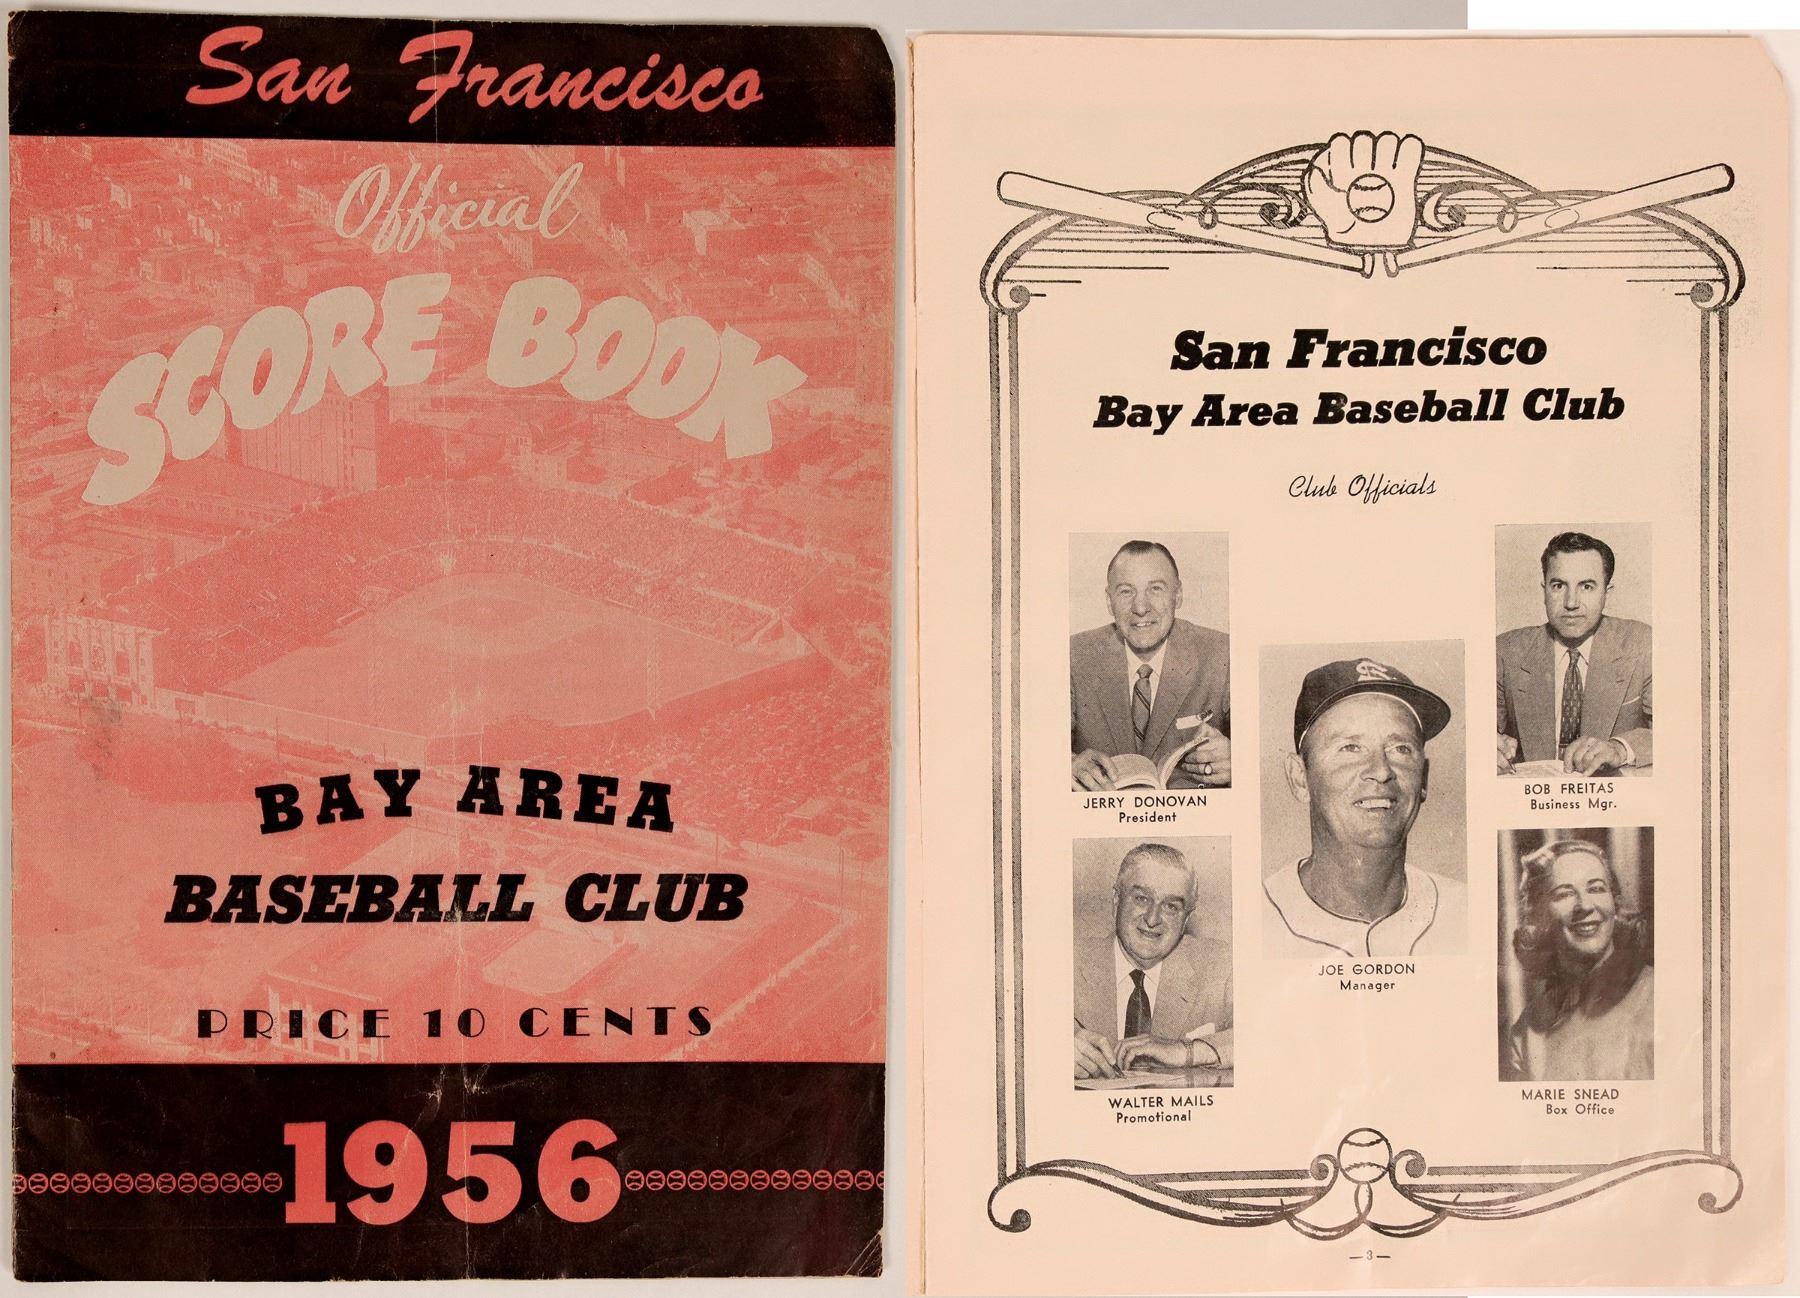 San Francisco
Official
SCORE BOOK
BAY AREA
BASEBALL CLUB
PRICE 10 CENTS
1956
San Francisco
Bay Area Baseball Club
Club Officials
JERRY DONOVAN
President
BOB FREITAS
Business Mgr.
SF
JOE GORDON
Manager
WALTER MAILS
Promotional
MARIE SNEAD
Box Office
—3—